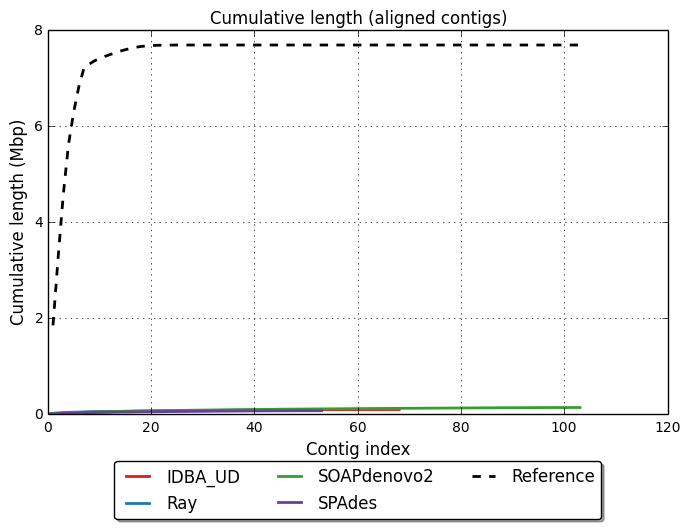 Cumulative length (aligned contigs)
8
6
4
2
0
Cumulative length (Mbp)
0 20 40 60 80 100 120
Contig index
IDBA_UD SOAPdenovo2 Reference
Ray SPAdes